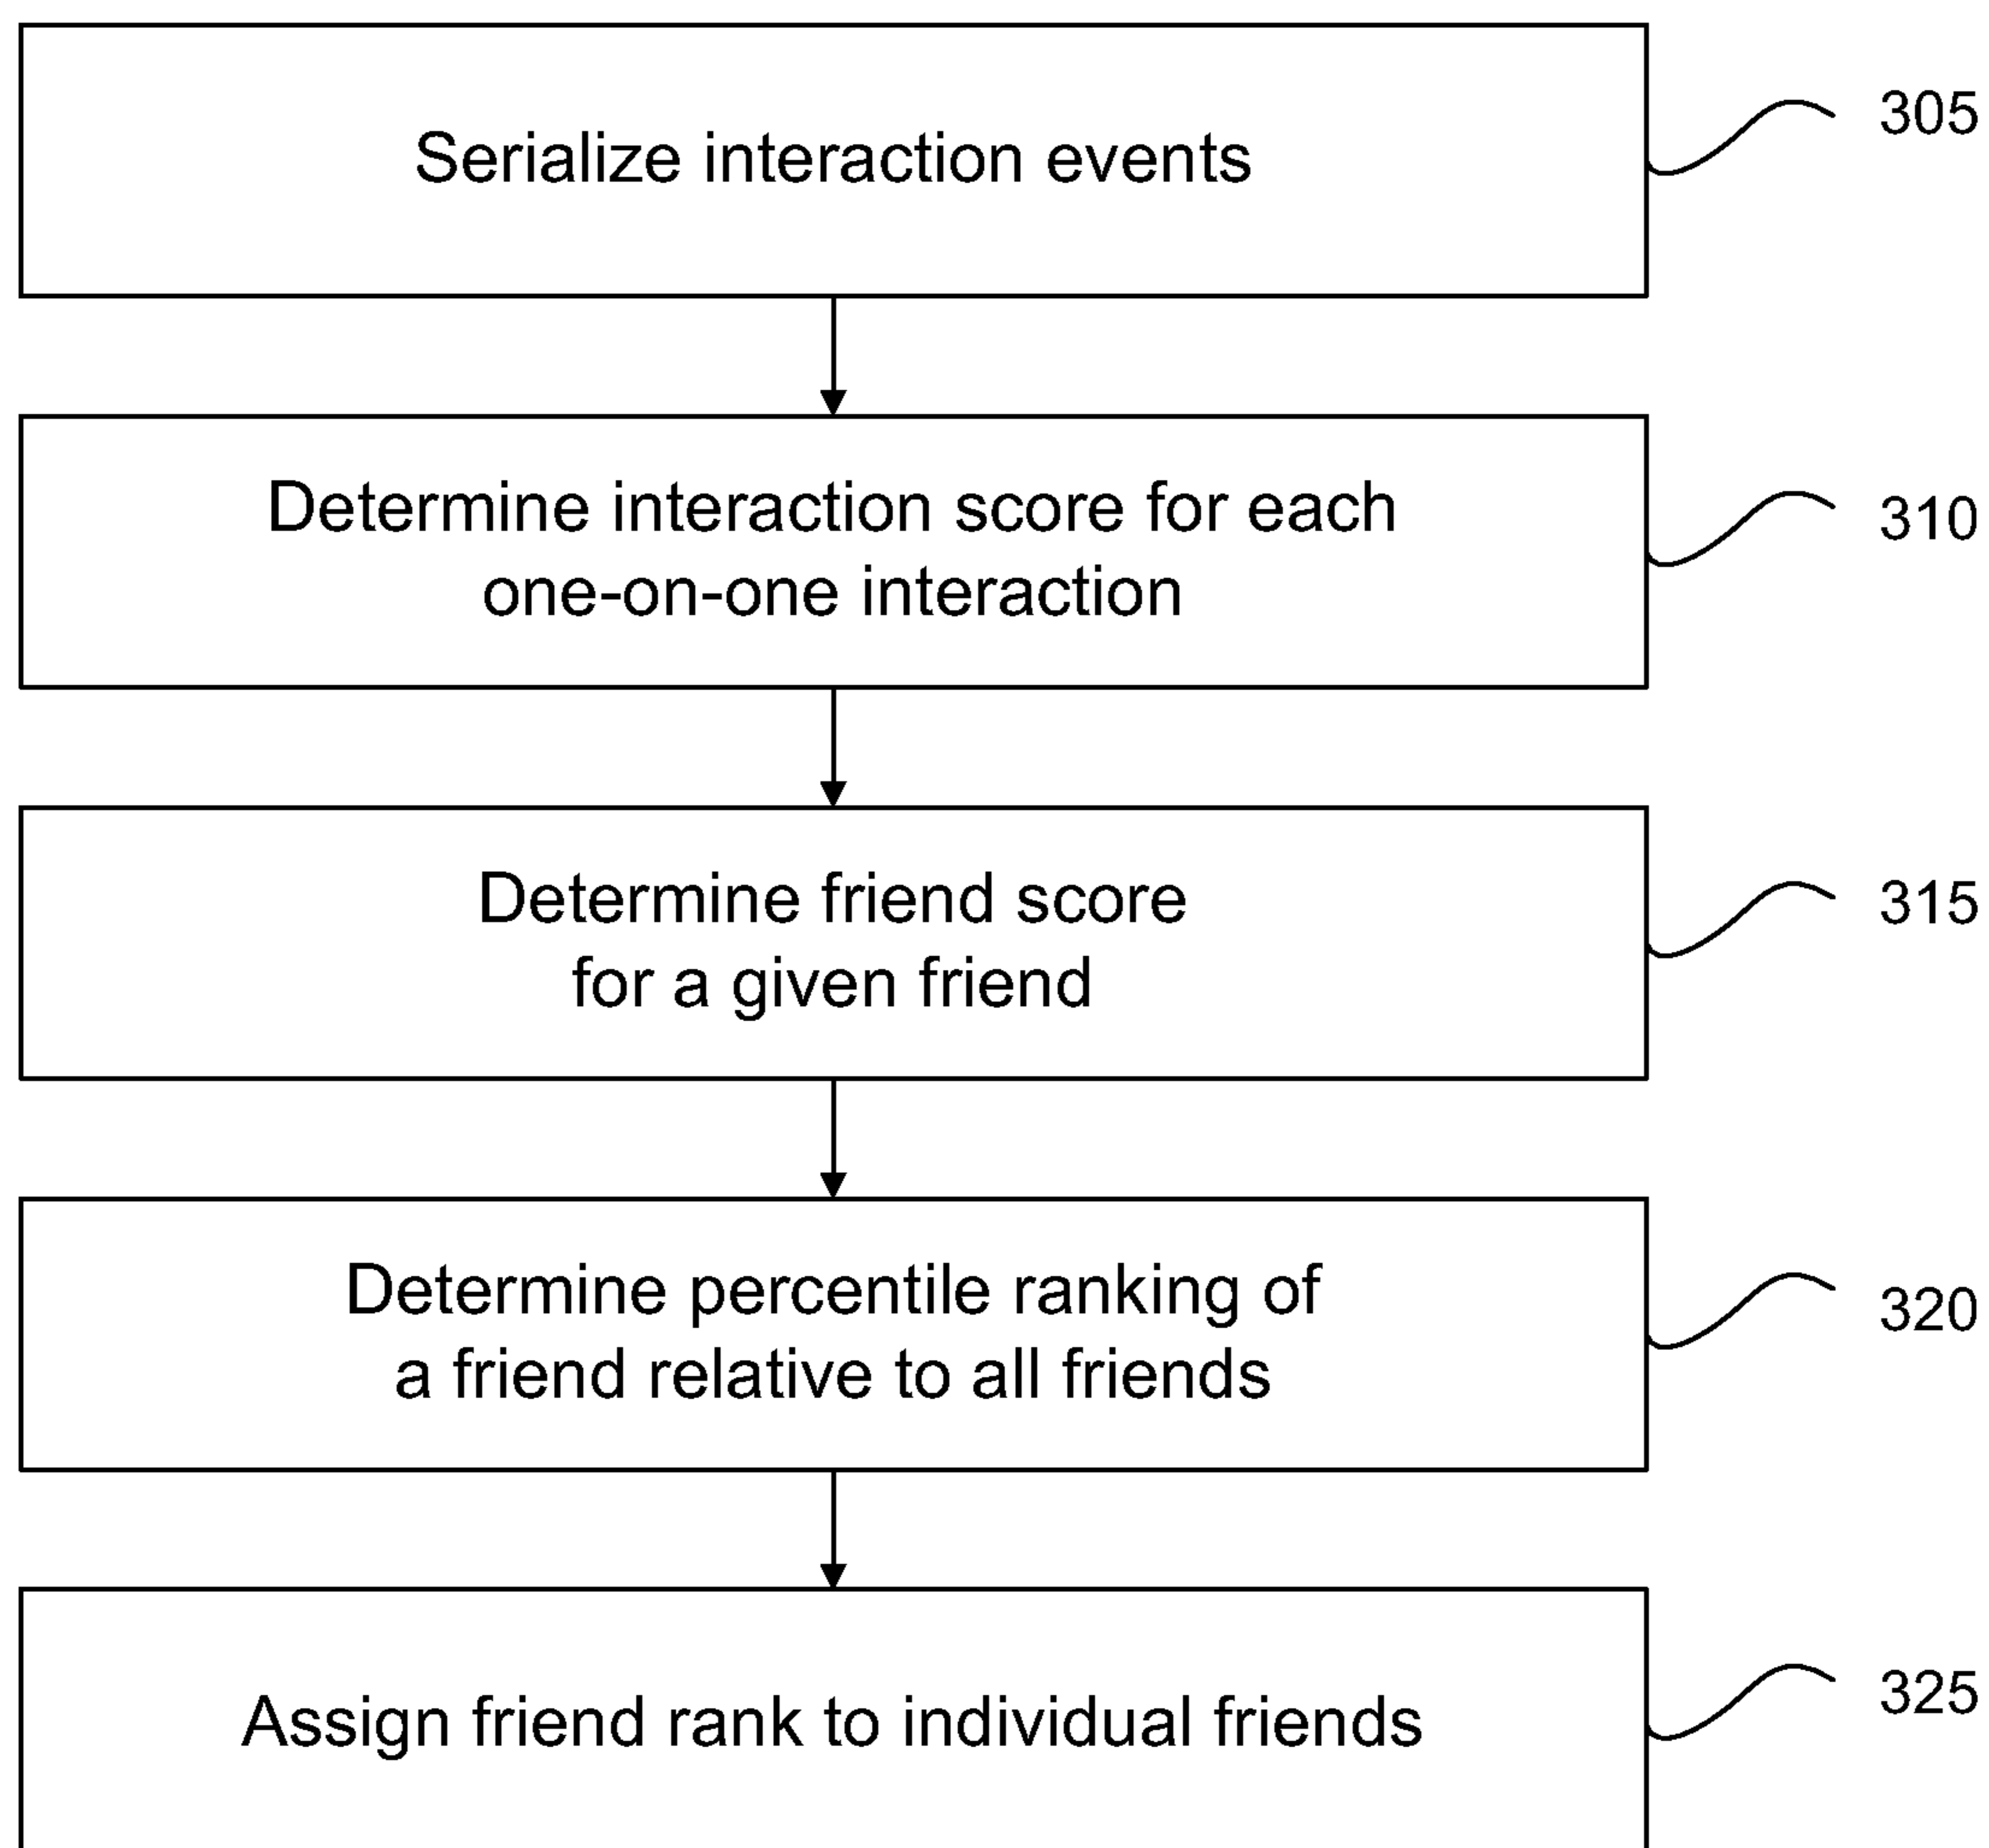 Serialize interaction events
305
Determine interaction score for each
one-on-one interaction
310
Determine friend score
for a given friend
315
Determine percentile ranking of
a friend relative to all friends
320
Assign friend rank to individual friends
325